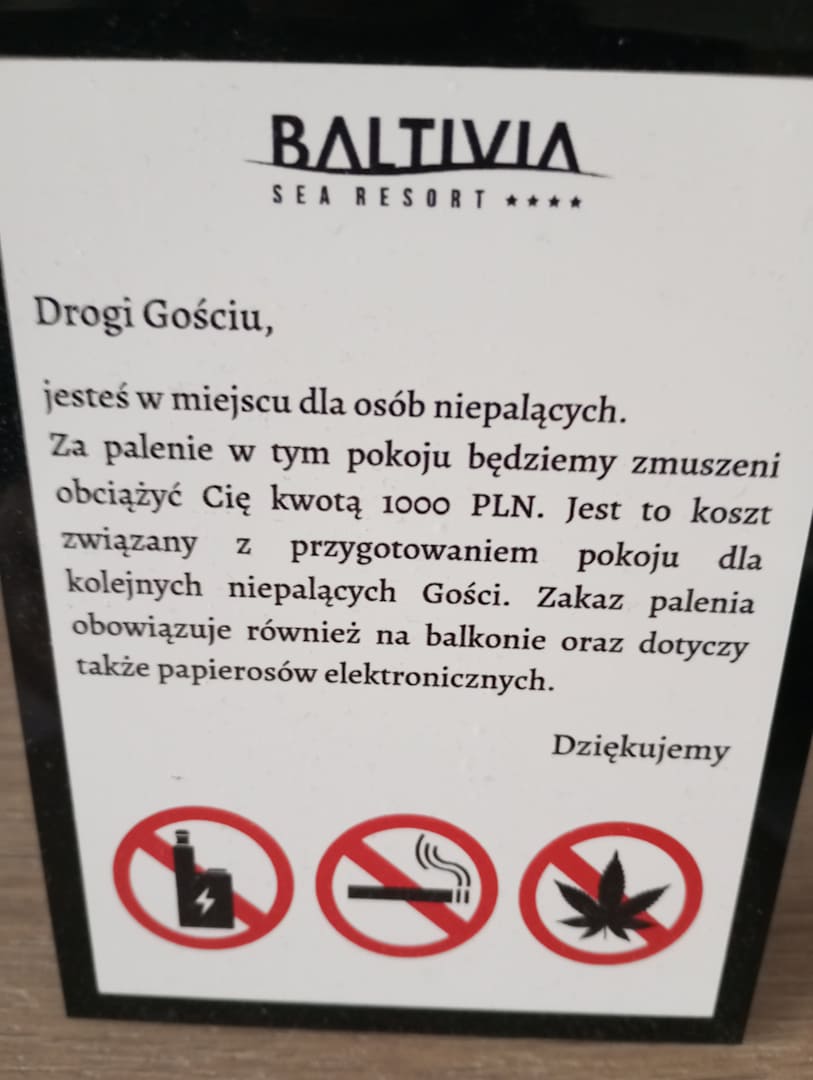 BALTIVIA
SEA RESORT ★★★★
Drogi Gościu,
jesteś w miejscu dla osób niepalących.
Za palenie w tym pokoju będziemy zmuszeni
obciążyć Cię kwotą 1000 PLN. Jest to koszt
związany z przygotowaniem pokoju dla
kolejnych niepalących Gości. Zakaz palenia
obowiązuje również na balkonie oraz dotyczy
także papierosów elektronicznych.
Dziękujemy